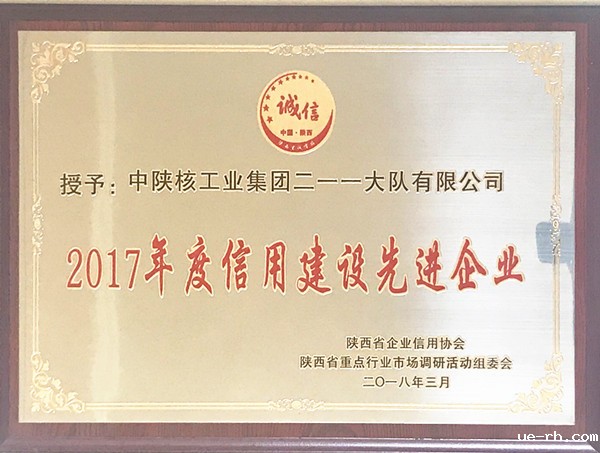 诚信
中国·陕西
授予：中陕核工业集团二一一大队有限公司
2017年度信用建设先进企业
陕西省企业信用协会
陕西省重点行业市场调研活动组委会
二〇一八年三月
ue-rb.com